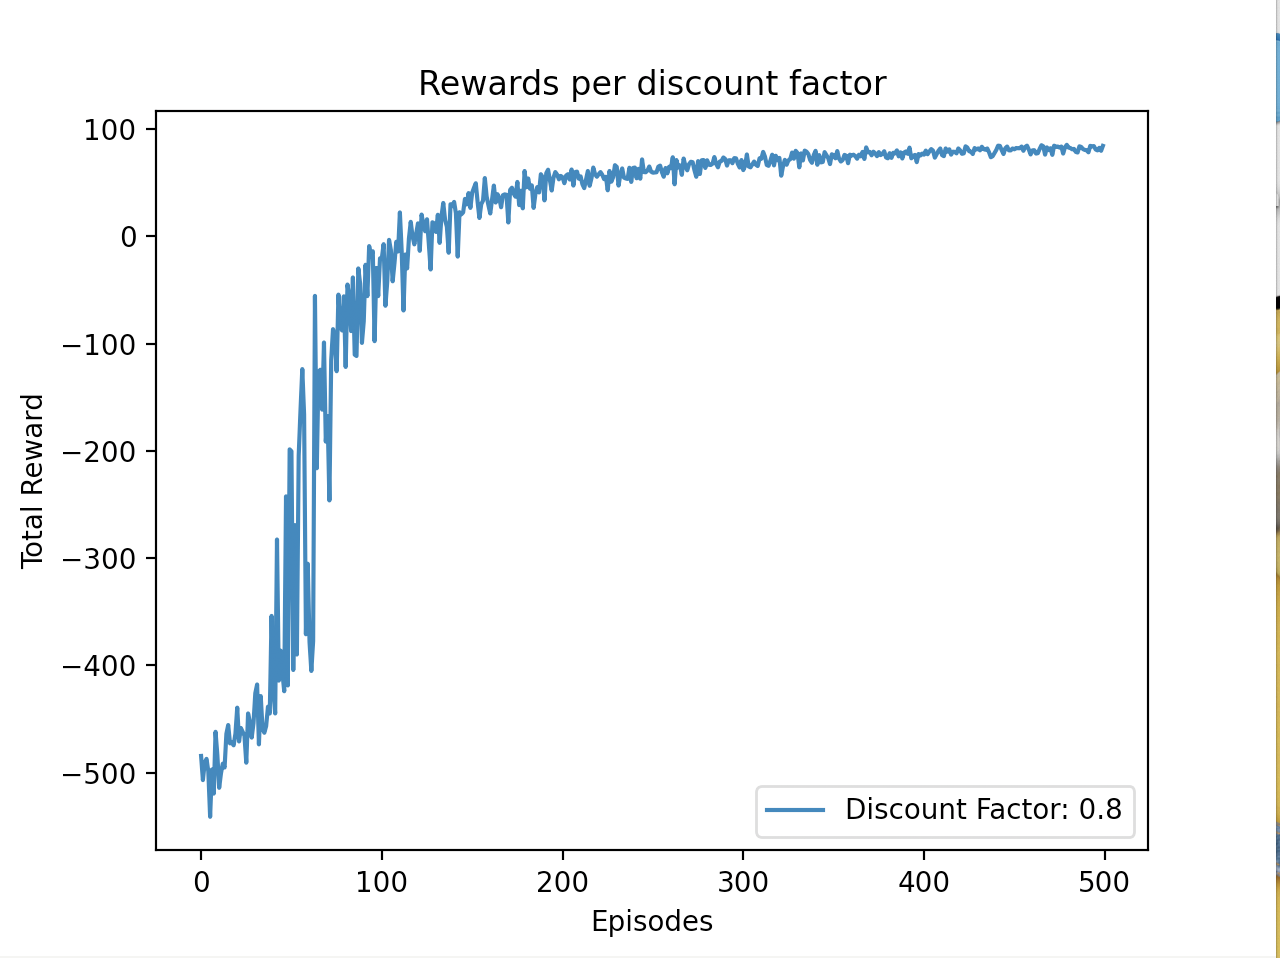 Rewards per discount factor
100
0
−100
−200
−300
−400
−500
Total Reward
Discount Factor: 0.8
0 100 200 300 400 500
Episodes